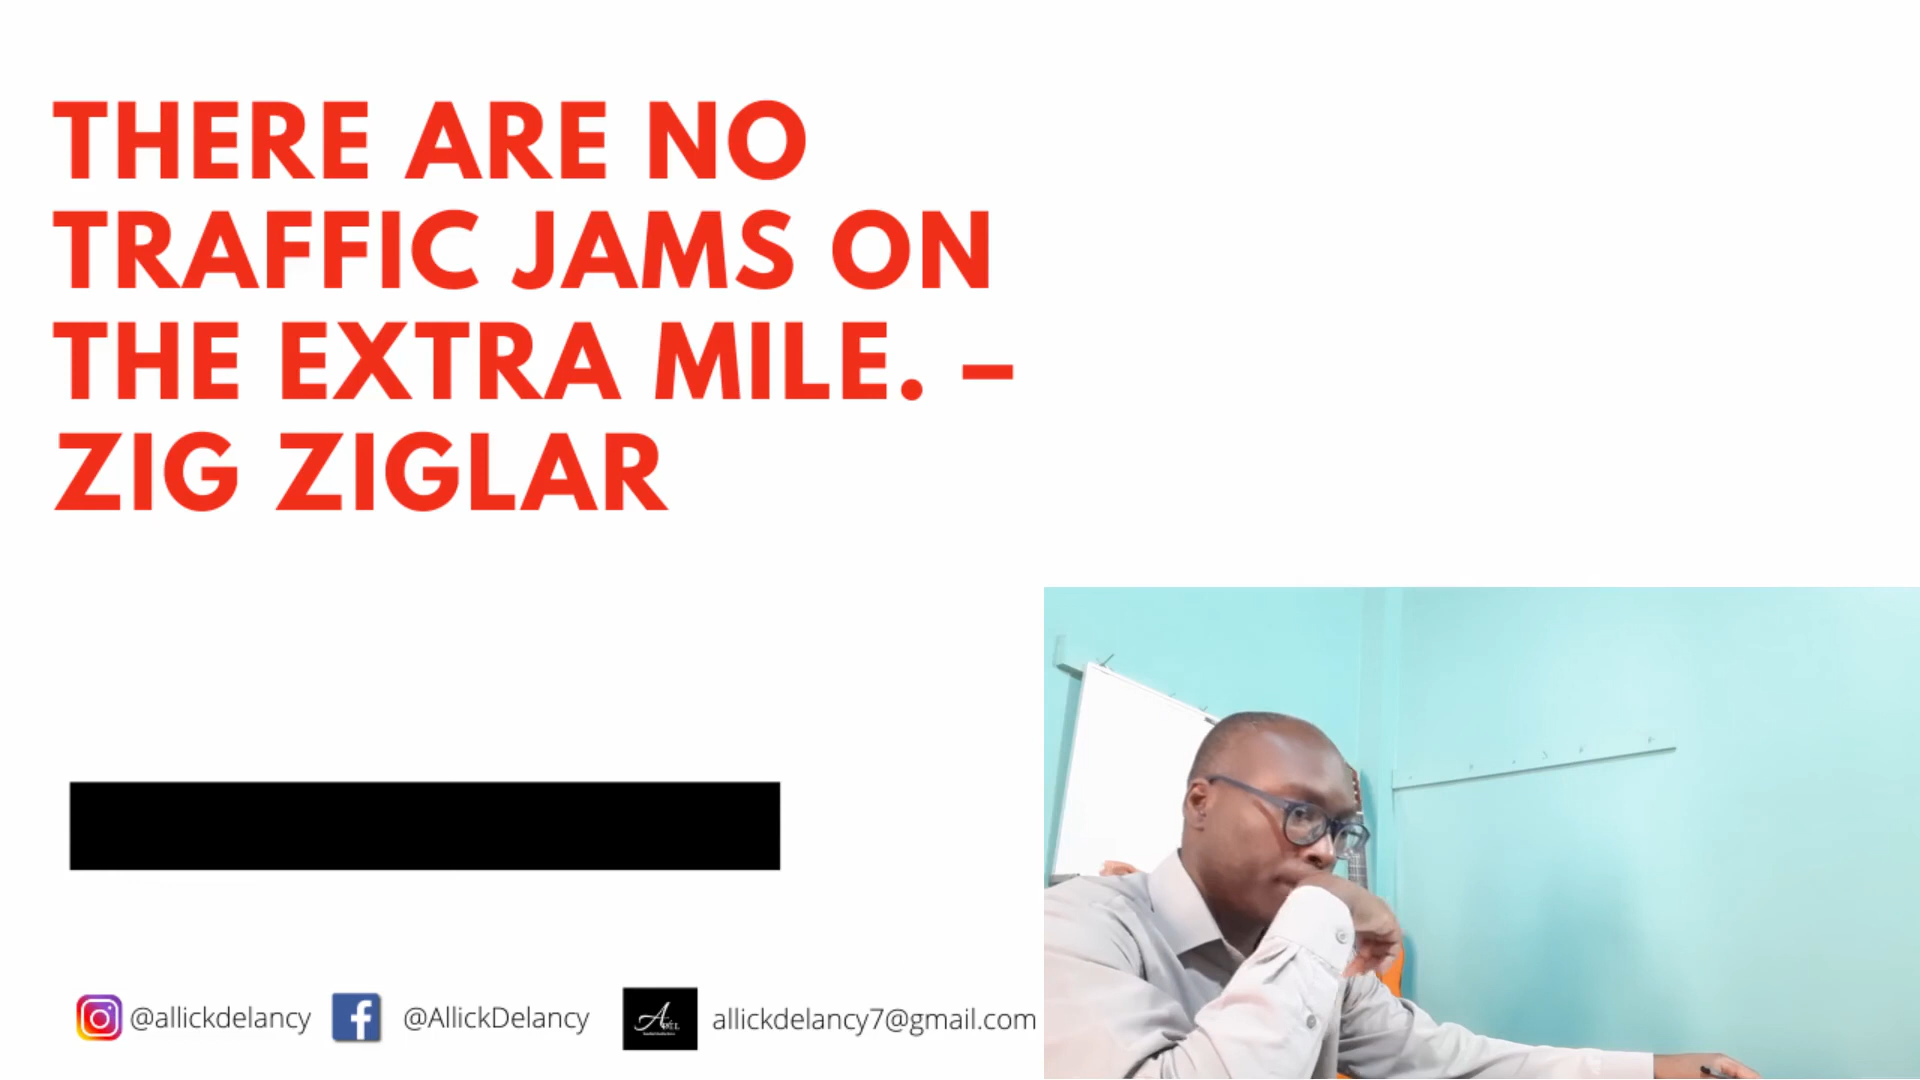 THERE ARE NO
TRAFFIC JAMS ON
THE EXTRA MILE. –
ZIG ZIGLAR
@allickdelancy @AllickDelancy allickdelancy7@gmail.com